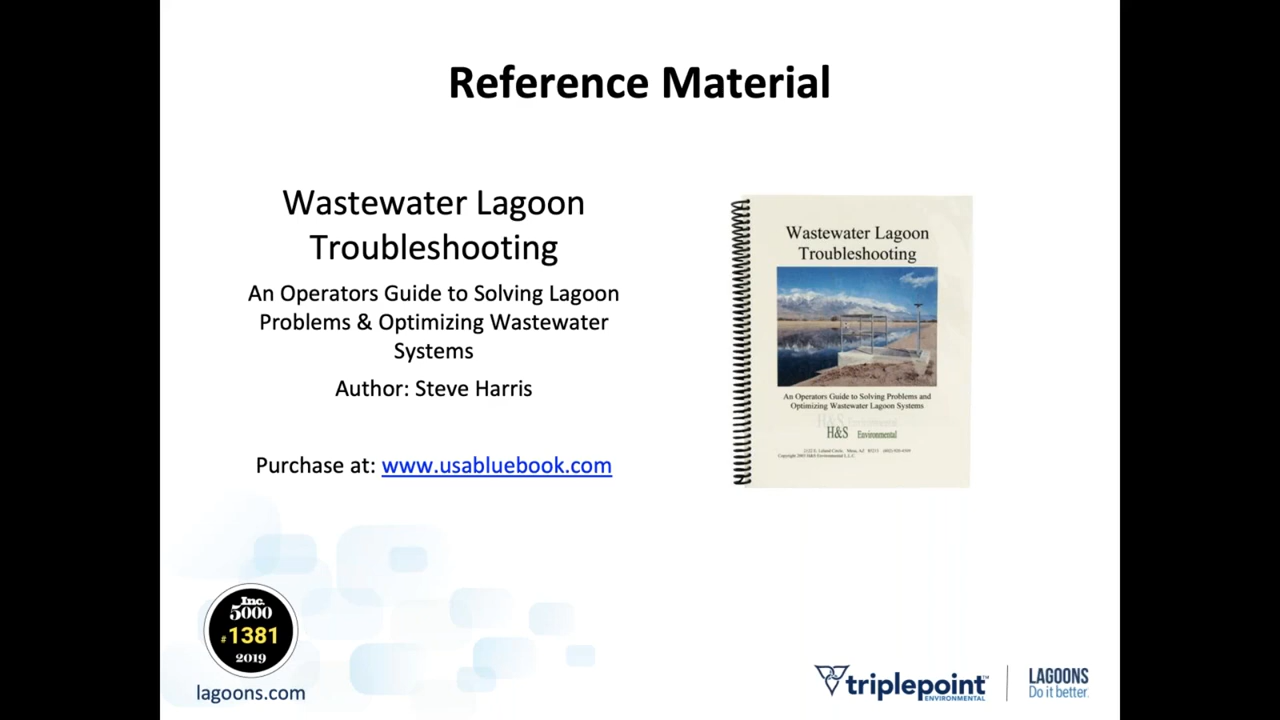 Reference Material
Wastewater Lagoon
Troubleshooting
An Operators Guide to Solving Lagoon
Problems & Optimizing Wastewater
Systems
Author: Steve Harris
Purchase at: www.usabluebook.com
Wastewater Lagoon
Troubleshooting
An Operators Guide to Solving Problems and
Optimizing Wastewater Lagoon Systems
H&S Environmental
Inc.
5000
#1381
2019
lagoons.com
triplepoint™
ENVIRONMENTAL
LAGOONS
Do it better.